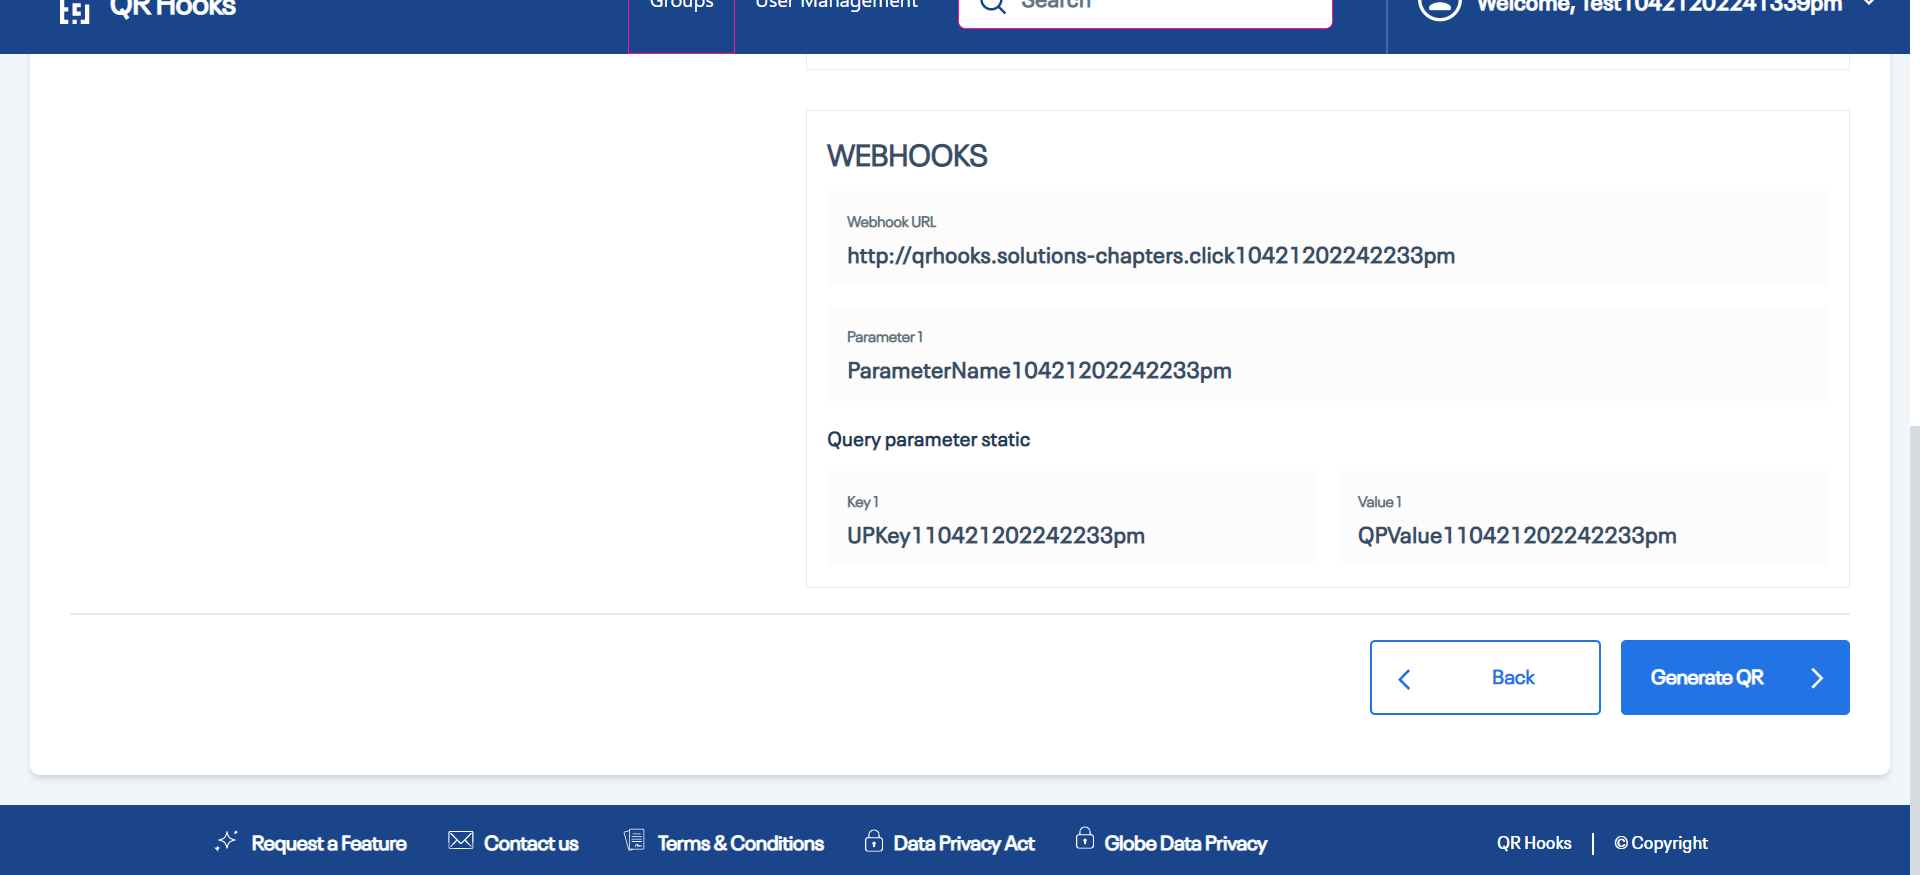 QR Hooks
Groups
User Management
Search
Welcome, Test10421202241339pm
WEBHOOKS
Webhook URL
http://qrhooks.solutions-chapters.click10421202242233pm
Parameter 1
ParameterName10421202242233pm
Query parameter static
Key 1
UPKey110421202242233pm
Value 1
QPValue110421202242233pm
Back
Generate QR
Request a Feature
Contact us
Terms & Conditions
Data Privacy Act
Globe Data Privacy
QR Hooks
© Copyright